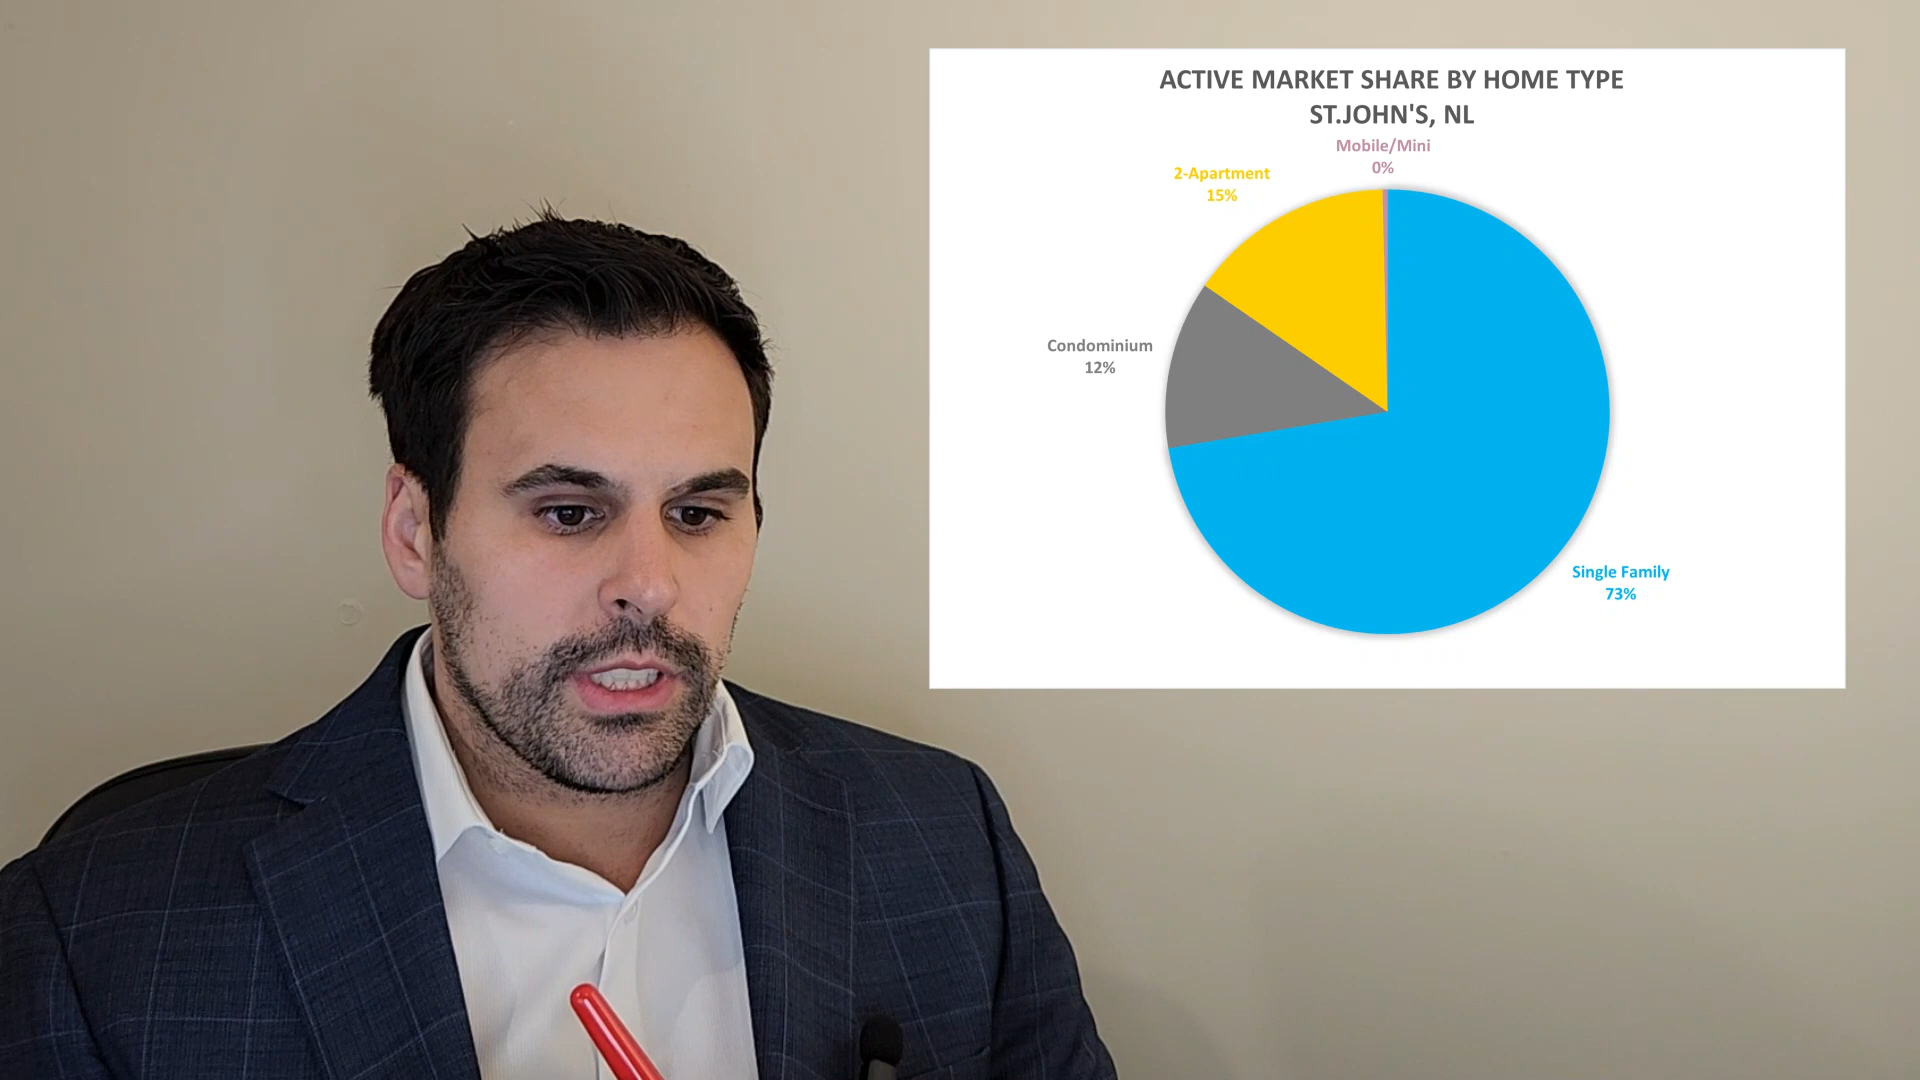 ACTIVE MARKET SHARE BY HOME TYPE
ST.JOHN'S, NL
Mobile/Mini
0%
2-Apartment
15%
Condominium
12%
Single Family
73%